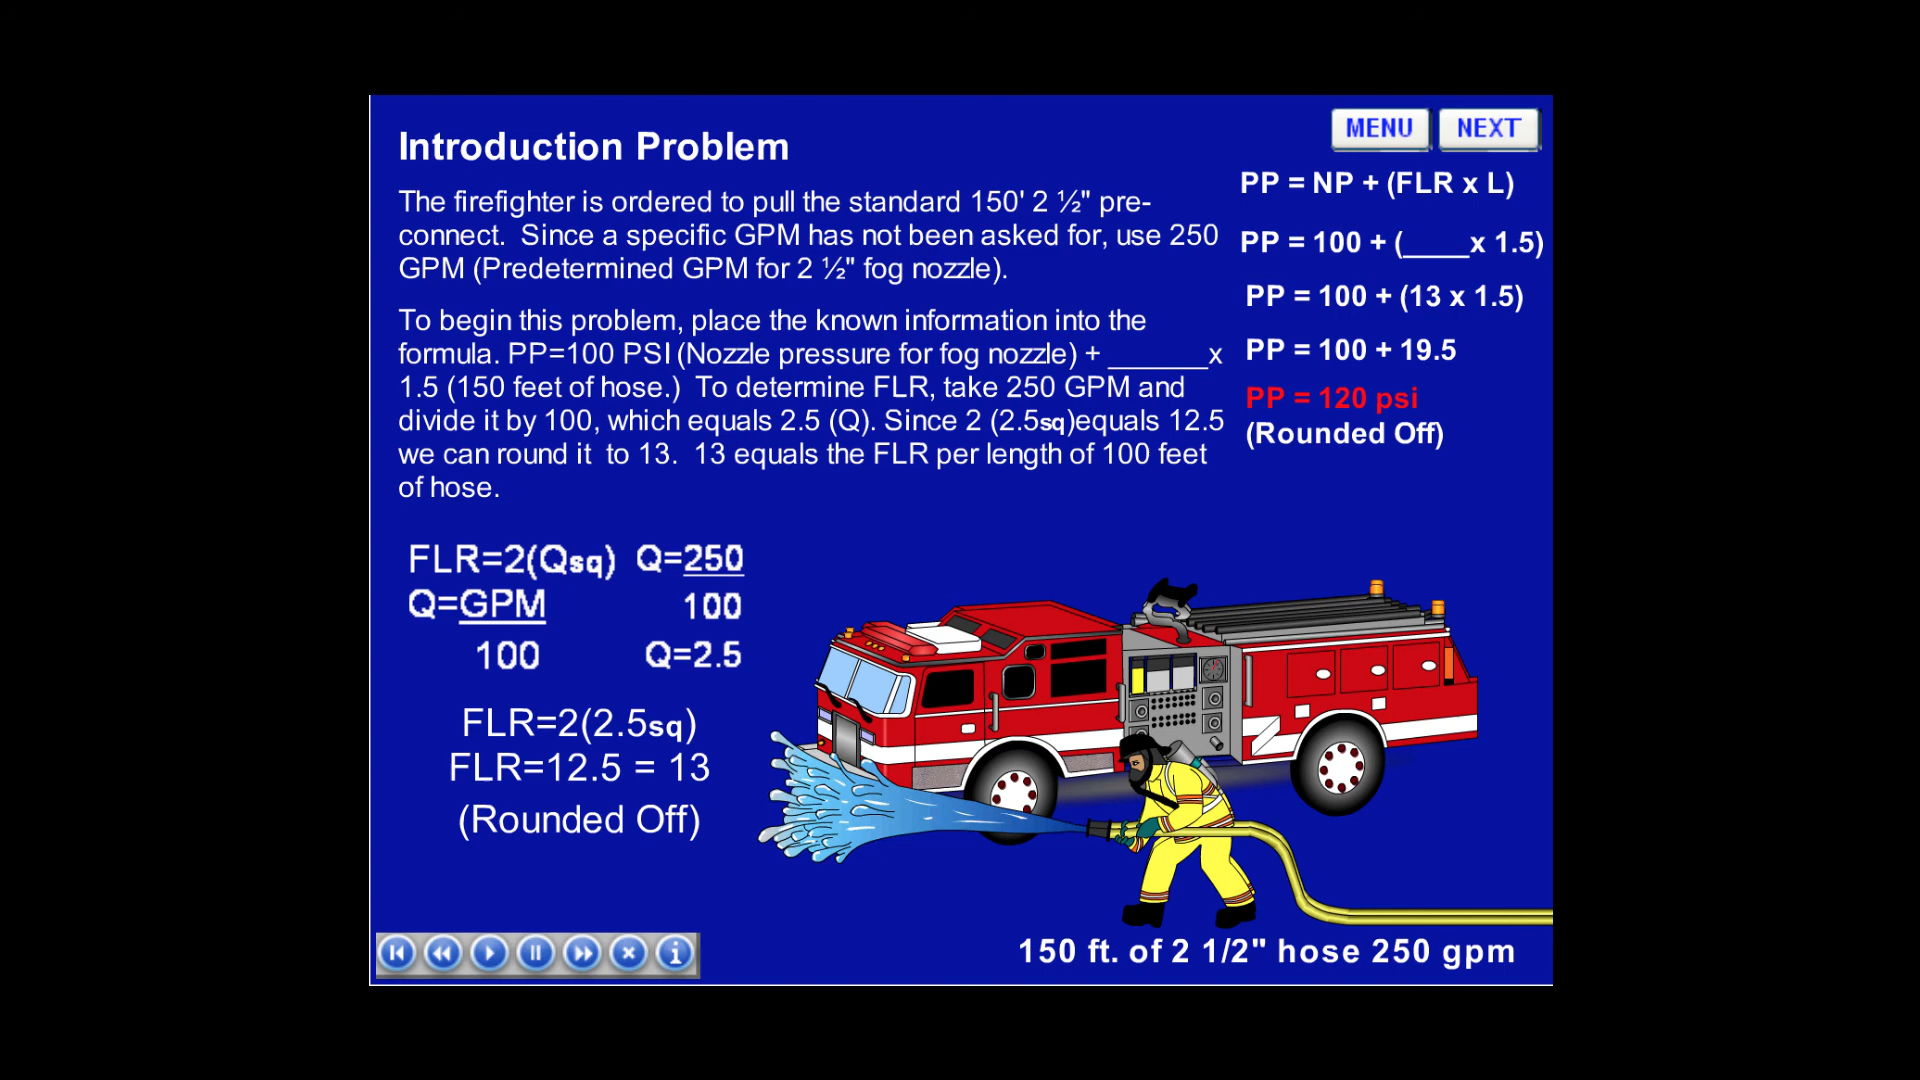 MENU NEXT
Introduction Problem
The firefighter is ordered to pull the standard 150' 2 ½" pre-
connect.  Since a specific GPM has not been asked for, use 250
GPM (Predetermined GPM for 2 ½" fog nozzle).
To begin this problem, place the known information into the
formula. PP=100 PSI (Nozzle pressure for fog nozzle) + ______x
1.5 (150 feet of hose.)  To determine FLR, take 250 GPM and
divide it by 100, which equals 2.5 (Q). Since 2 (2.5sq)equals 12.5
we can round it  to 13.  13 equals the FLR per length of 100 feet
of hose.
PP = NP + (FLR x L)
PP = 100 + (____x 1.5)
PP = 100 + (13 x 1.5)
PP = 100 + 19.5
PP = 120 psi
(Rounded Off)
FLR=2(Qsq)
Q=GPM
100
Q=250
100
Q=2.5
FLR=2(2.5sq)
FLR=12.5 = 13
(Rounded Off)
150 ft. of 2 1/2" hose 250 gpm